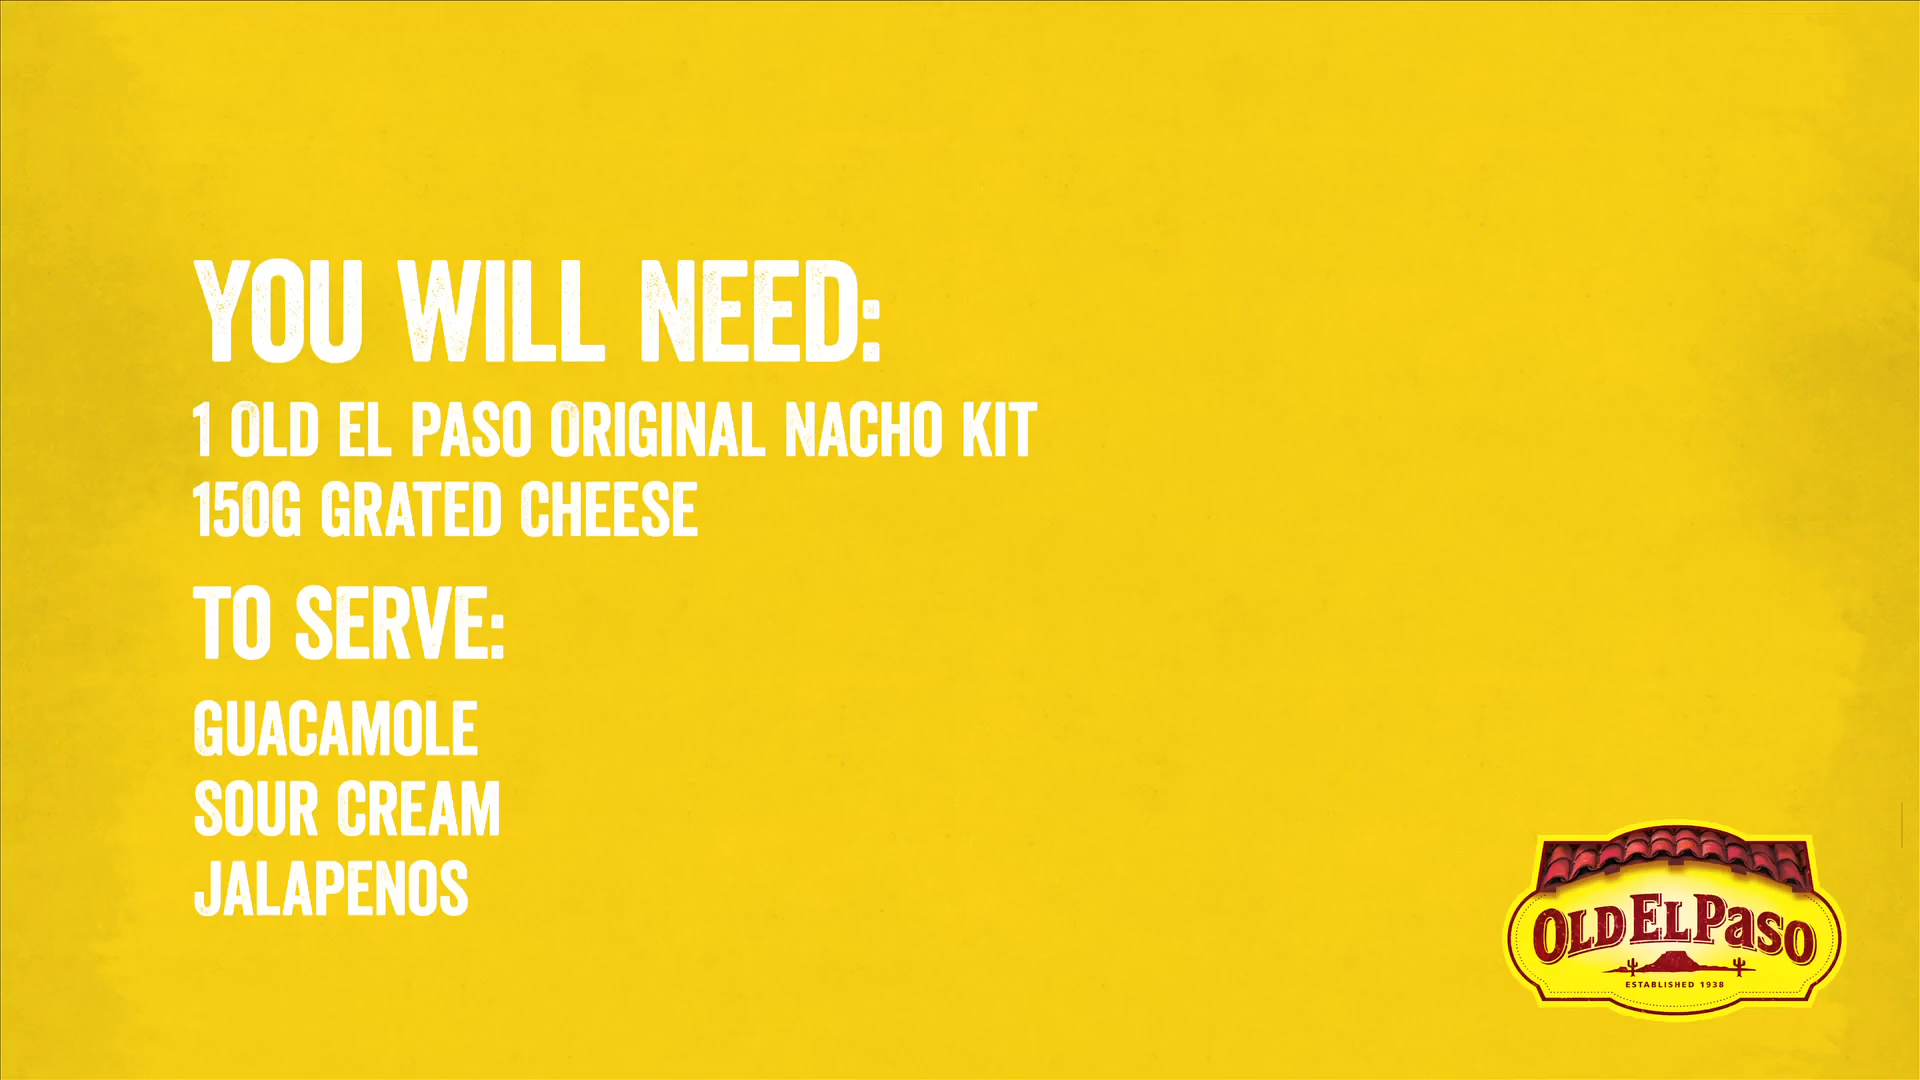 YOU WILL NEED:
1 OLD EL PASO ORIGINAL NACHO KIT
150G GRATED CHEESE
TO SERVE:
GUACAMOLE
SOUR CREAM
JALAPENOS
OLD EL PASO
ESTABLISHED 1938